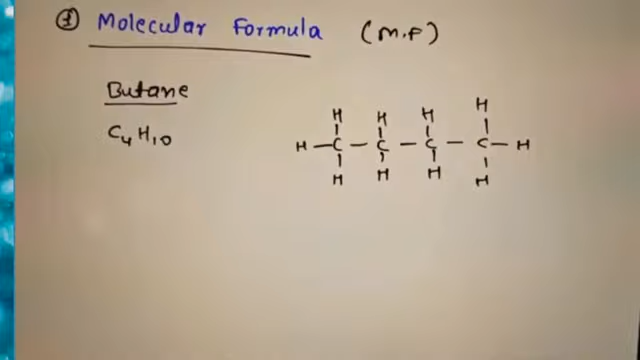 ① Molecular Formula (M.F)
Butane
C₄H₁₀
H H H H
H — C — C — C — C — H
H H H H